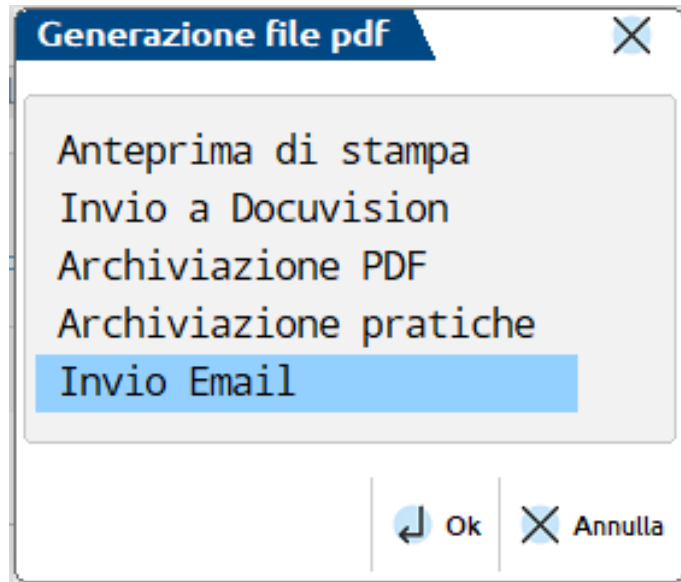 Generazione file pdf
Anteprima di stampa
Invio a Docuvision
Archiviazione PDF
Archiviazione pratiche
Invio Email
Ok Annulla